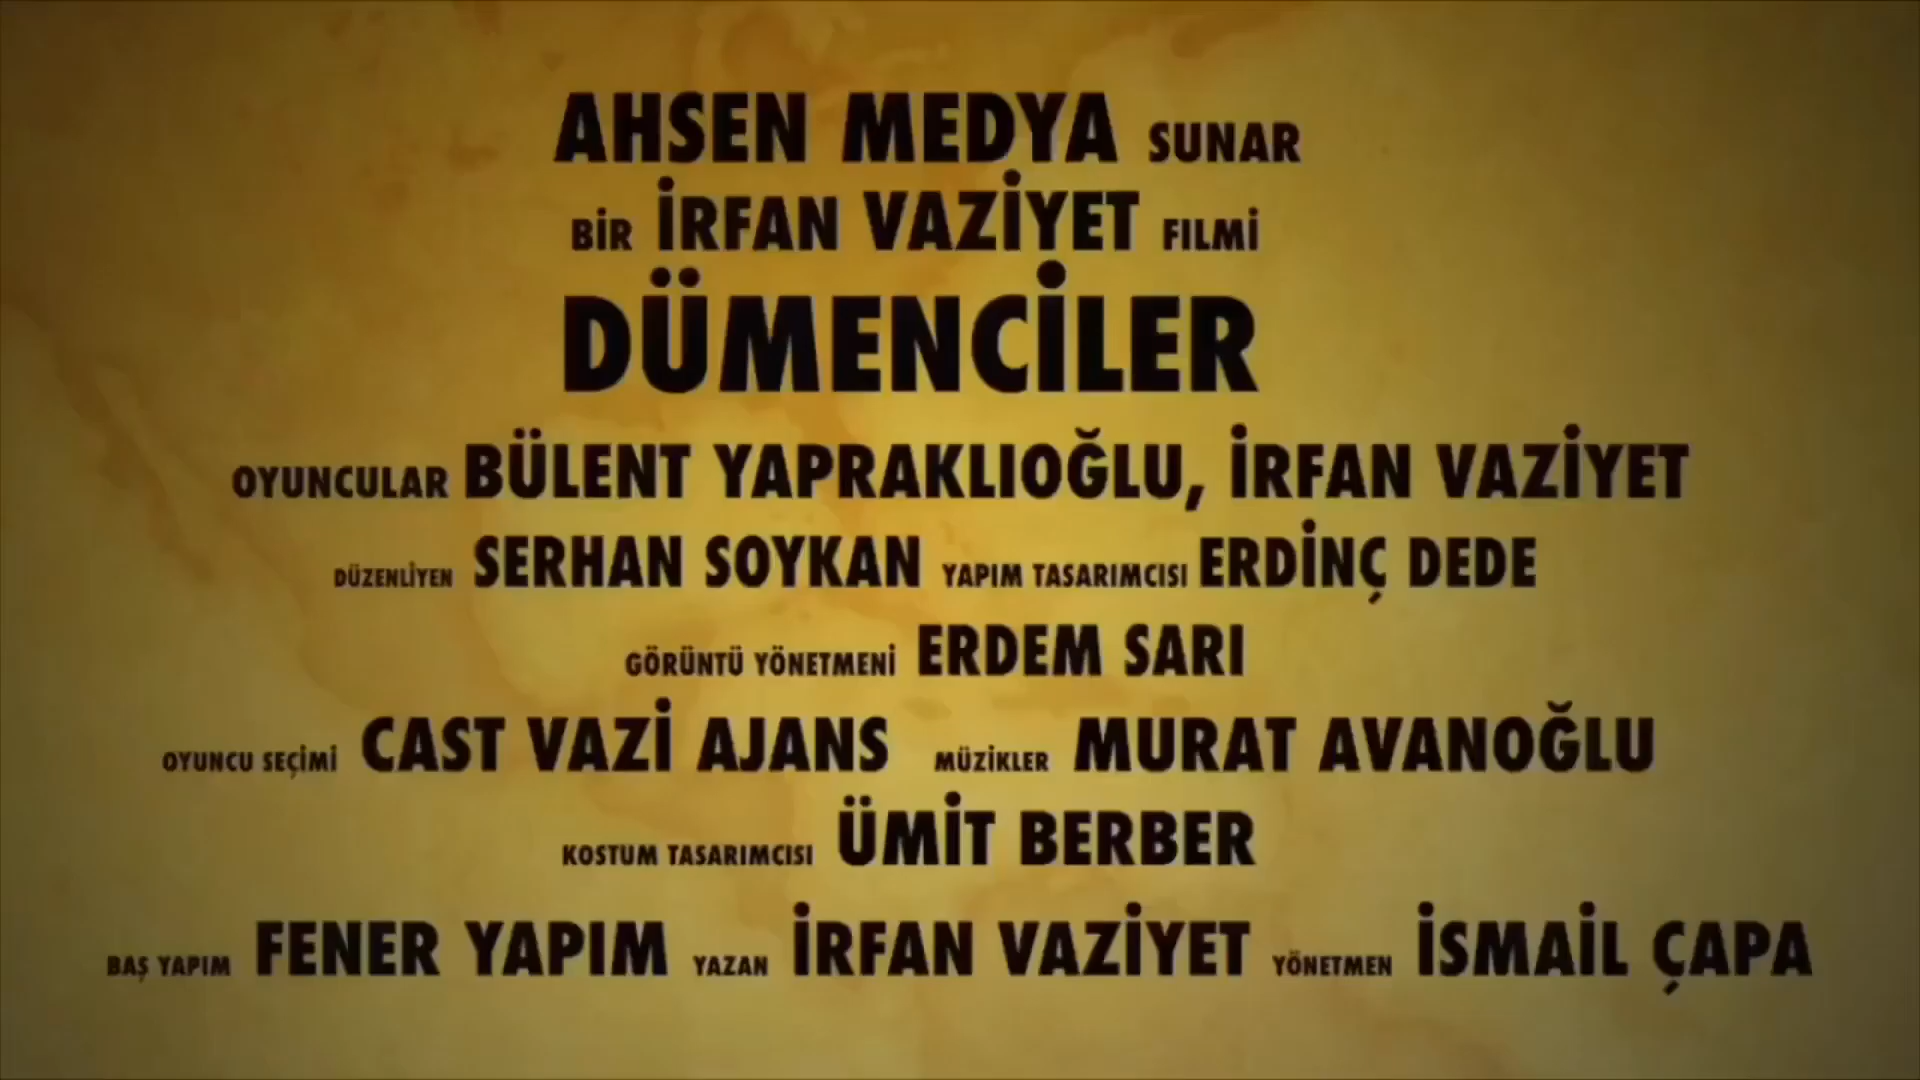 AHSEN MEDYA SUNAR
BİR İRFAN VAZİYET FILMİ
DÜMENCİLER
OYUNCULAR BÜLENT YAPRAKLIOĞLU, İRFAN VAZİYET
DÜZENLİYEN SERHAN SOYKAN YAPIM TASARIMCISI ERDİNÇ DEDE
GÖRÜNTÜ YÖNETMENİ ERDEM SARI
OYUNCU SEÇİMİ CAST VAZİ AJANS MÜZİKLER MURAT AVANOĞLU
KOSTUM TASARIMCISI ÜMİT BERBER
BAŞ YAPIM FENER YAPIM YAZAN İRFAN VAZİYET YÖNETMEN İSMAİL ÇAPA